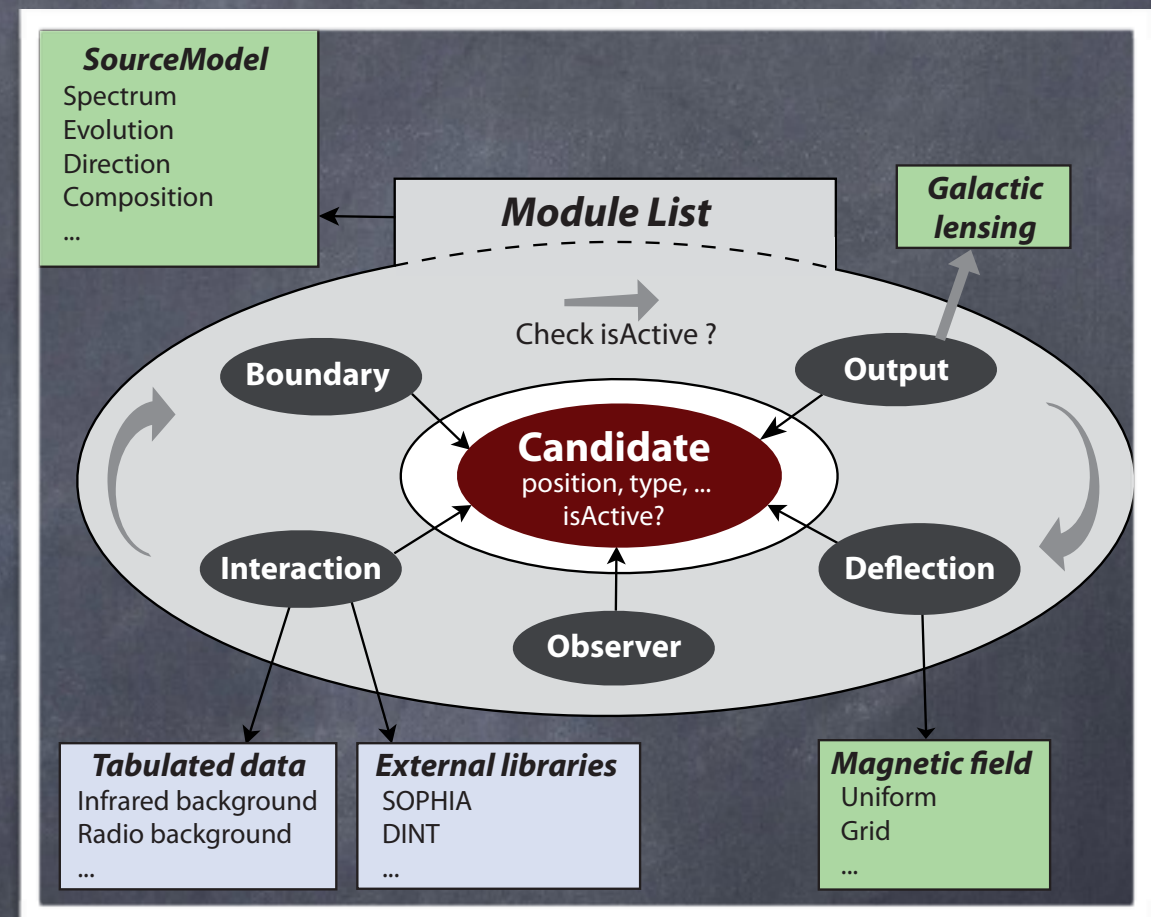 SourceModel
Spectrum
Evolution
Direction
Composition
...
Module List
Galactic
lensing
Check isActive ?
Boundary
Output
Candidate
position, type, ...
isActive?
Interaction
Deflection
Observer
Tabulated data
Infrared background
Radio background
...
External libraries
SOPHIA
DINT
...
Magnetic field
Uniform
Grid
...